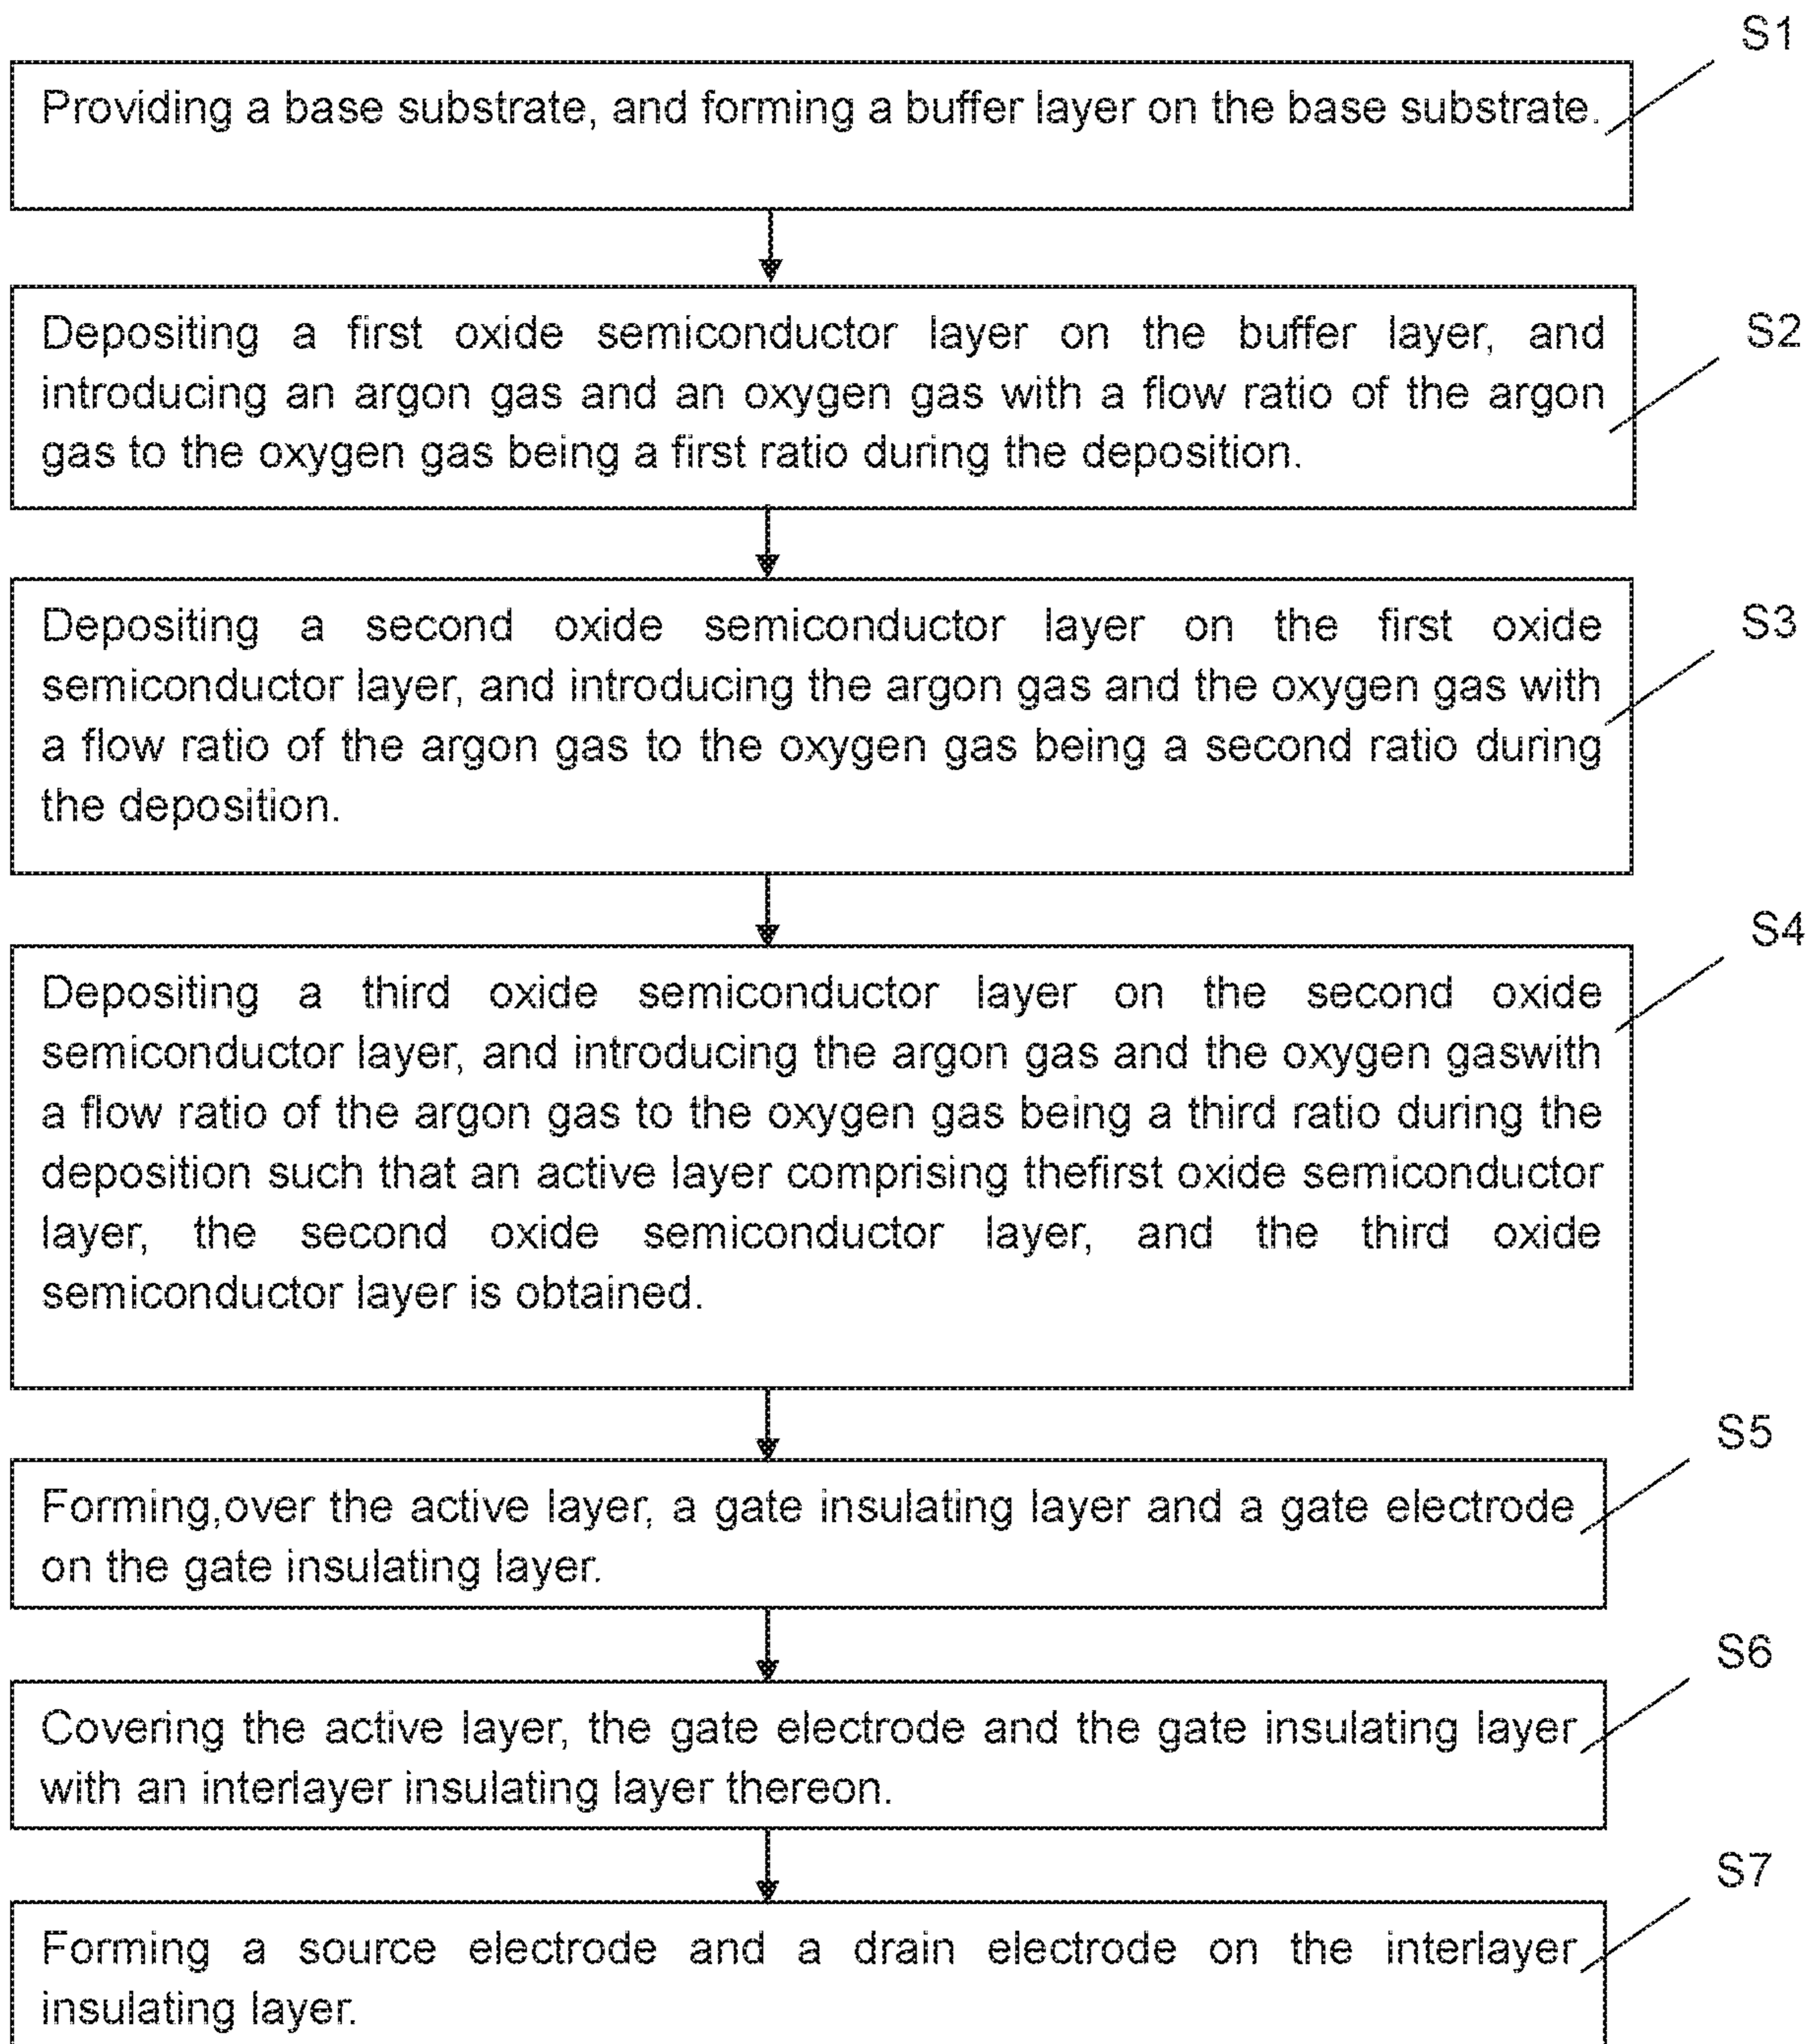 S1
Providing a base substrate, and forming a buffer layer on the base substrate.
S2
Depositing a first oxide semiconductor layer on the buffer layer, and
introducing an argon gas and an oxygen gas with a flow ratio of the argon
gas to the oxygen gas being a first ratio during the deposition.
S3
Depositing a second oxide semiconductor layer on the first oxide
semiconductor layer, and introducing the argon gas and the oxygen gas with
a flow ratio of the argon gas to the oxygen gas being a second ratio during
the deposition.
S4
Depositing a third oxide semiconductor layer on the second oxide
semiconductor layer, and introducing the argon gas and the oxygen gaswith
a flow ratio of the argon gas to the oxygen gas being a third ratio during the
deposition such that an active layer comprising thefirst oxide semiconductor
layer, the second oxide semiconductor layer, and the third oxide
semiconductor layer is obtained.
S5
Forming,over the active layer, a gate insulating layer and a gate electrode
on the gate insulating layer.
S6
Covering the active layer, the gate electrode and the gate insulating layer
with an interlayer insulating layer thereon.
S7
Forming a source electrode and a drain electrode on the interlayer
insulating layer.